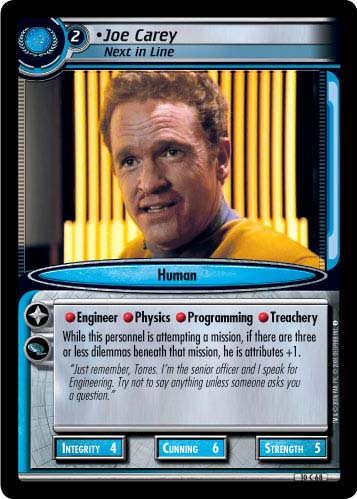 2
•Joe Carey
Next in Line
Human
Engineer Physics Programming Treachery
While this personnel is attempting a mission, if there are three
or less dilemmas beneath that mission, he is attributes +1.
"Just remember, Torres. I'm the senior officer and I speak for
Engineering. Try not to say anything unless someone asks you
a question."
INTEGRITY 4 CUNNING 6 STRENGTH 5
10 C 68